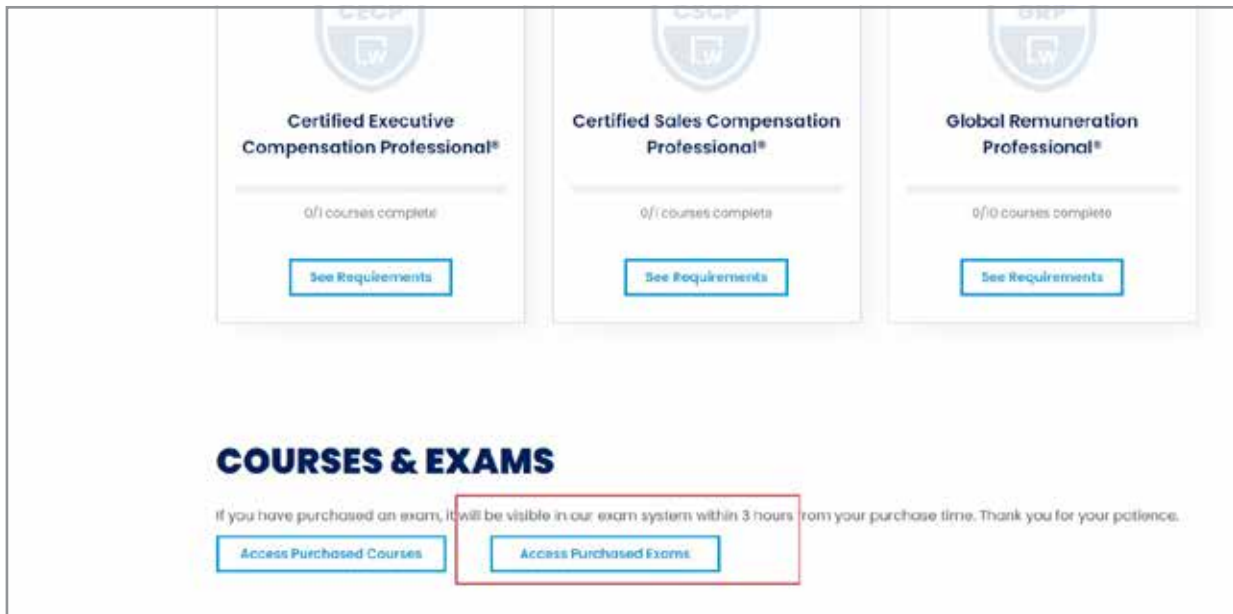 CECP
CSCP
GRP
W
W
W
Certified Executive
Compensation Professional®
Certified Sales Compensation
Professional®
Global Remuneration
Professional®
0/1 courses complete
0/1 courses complete
0/10 courses complete
See Requirements
See Requirements
See Requirements
COURSES & EXAMS
If you have purchased an exam, it will be visible in our exam system within 3 hours from your purchase time. Thank you for your patience.
Access Purchased Courses
Access Purchased Exams